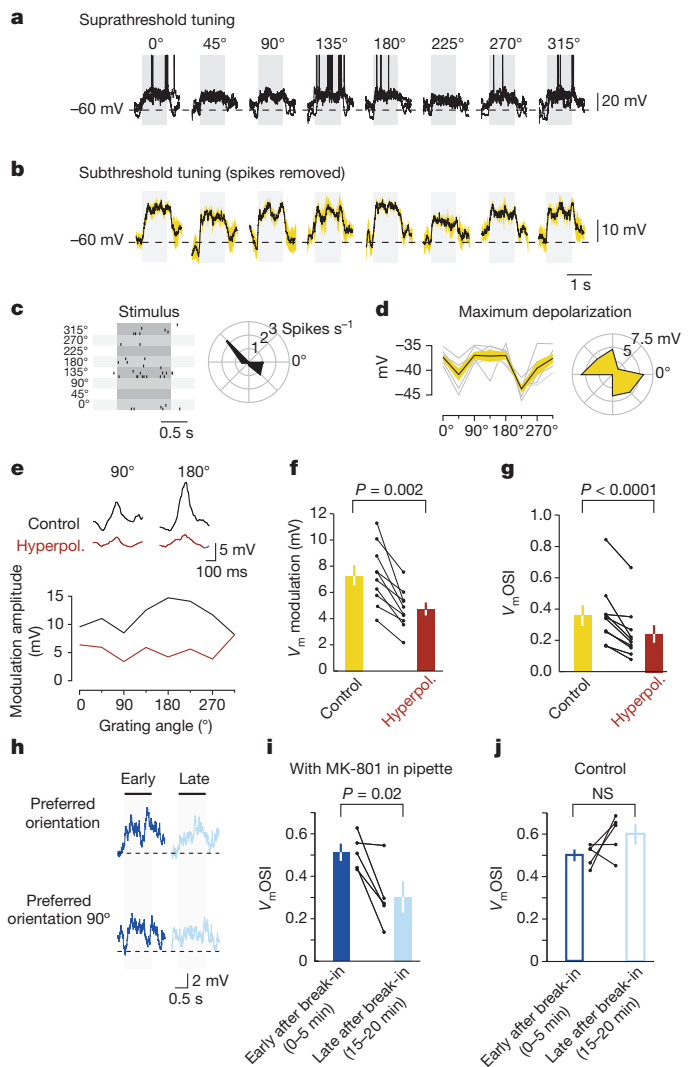 a Suprathreshold tuning
0° 45° 90° 135° 180° 225° 270° 315°
–60 mV
20 mV
b Subthreshold tuning (spikes removed)
–60 mV
10 mV
1 s
c Stimulus
315°
270°
225°
180°
135°
90°
45°
0°
0.5 s
3 Spikes s⁻¹
2
1
0°
d Maximum depolarization
mV
–35
–40
–45
0° 90° 180° 270°
7.5 mV
5
0°
e
90° 180°
Control
Hyperpol.
5 mV
100 ms
Modulation amplitude
(mV)
10
5
0
0 90 180 270
Grating angle (°)
f
P = 0.002
Vm modulation (mV)
12
10
8
6
4
2
0
Control
Hyperpol.
g
P < 0.0001
VmOSI
1.0
0.8
0.6
0.4
0.2
0.0
Control
Hyperpol.
h
Early Late
Preferred
orientation
Preferred
orientation 90°
2 mV
0.5 s
i With MK-801 in pipette
P = 0.02
VmOSI
0.6
0.4
0.2
0
Early after break-in
(0–5 min)
Late after break-in
(15–20 min)
j Control
NS
VmOSI
0.6
0.4
0.2
0
Early after break-in
(0–5 min)
Late after break-in
(15–20 min)